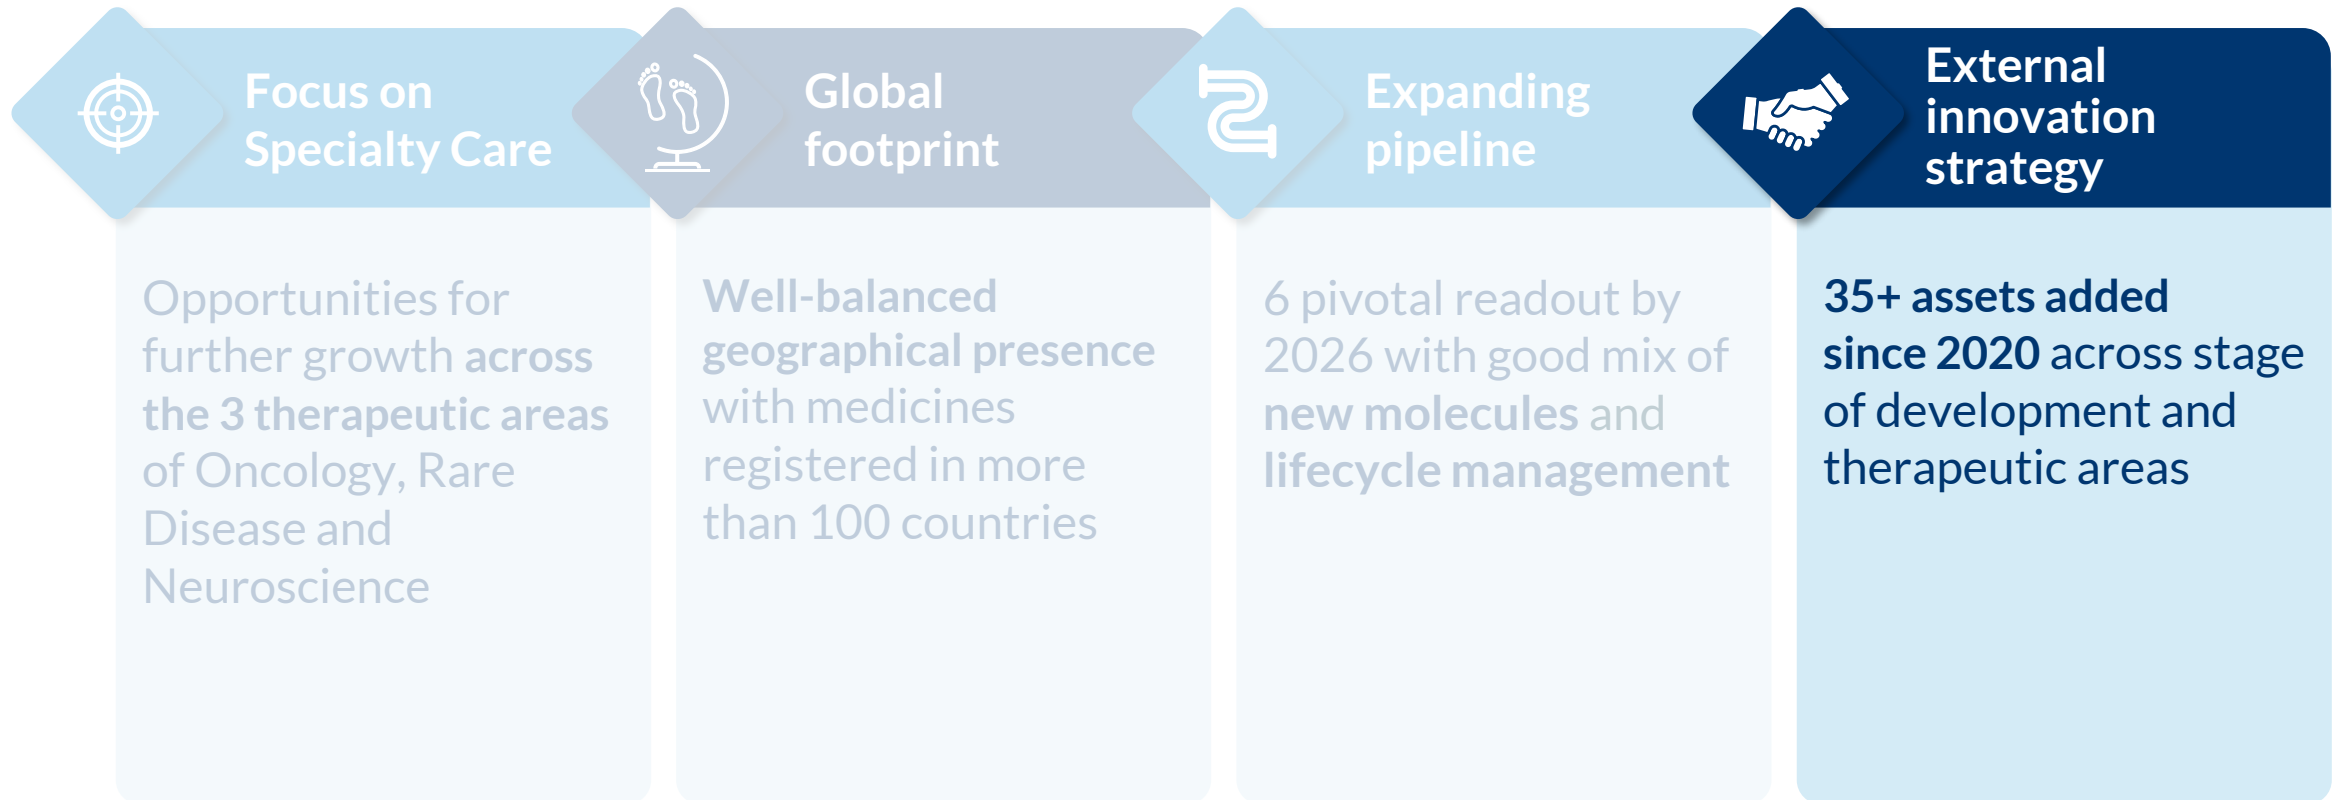 Focus on
Specialty Care
Opportunities for
further growth across
the 3 therapeutic areas
of Oncology, Rare
Disease and
Neuroscience
Global
footprint
Well-balanced
geographical presence
with medicines
registered in more
than 100 countries
Expanding
pipeline
6 pivotal readout by
2026 with good mix of
new molecules and
lifecycle management
External
innovation
strategy
35+ assets added
since 2020 across stage
of development and
therapeutic areas